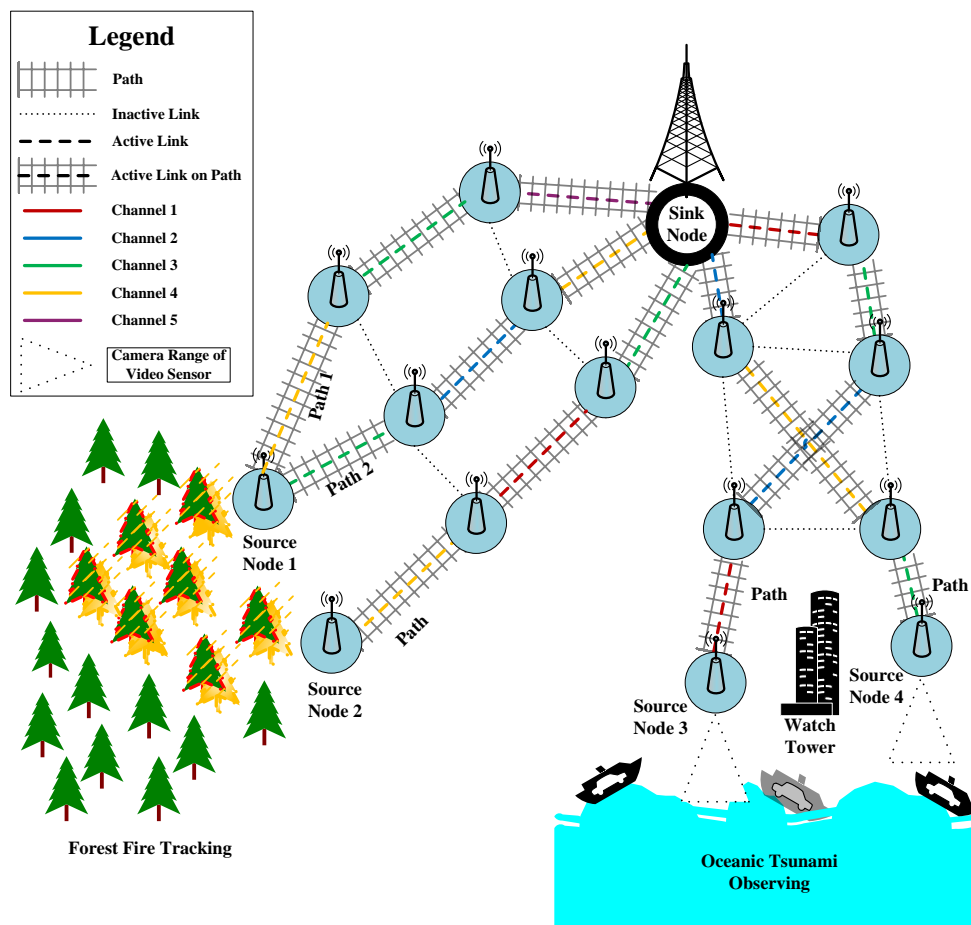 Legend
Path
Inactive Link
Active Link
Active Link on Path
Channel 1
Channel 2
Channel 3
Channel 4
Channel 5
Camera Range of
Video Sensor
Sink
Node
Path 1
Path 2
Source
Node 1
Path
Source
Node 2
Path
Path
Source
Node 3
Source
Node 4
Watch
Tower
Forest Fire Tracking
Oceanic Tsunami
Observing